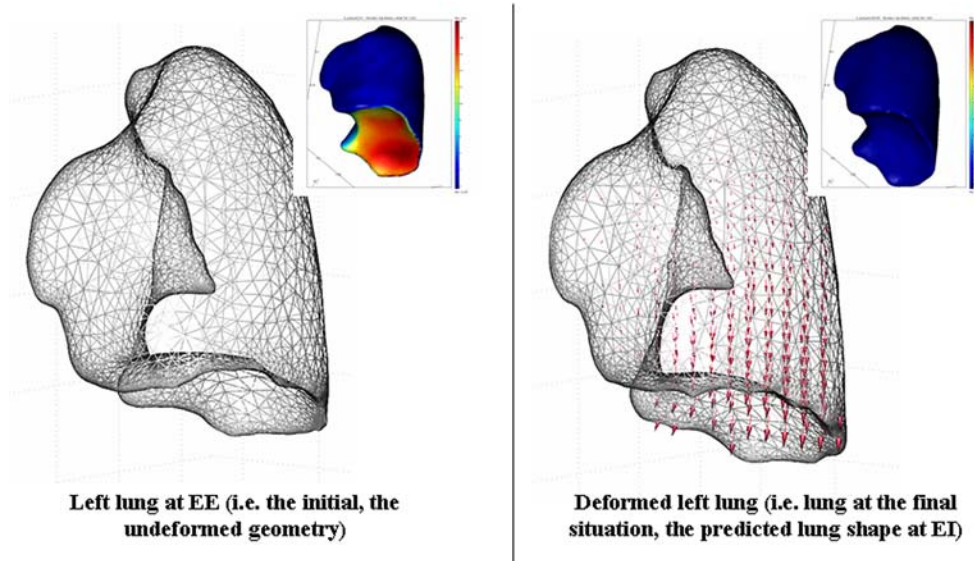 Left lung at EE (i.e. the initial, the
undeformed geometry)
Deformed left lung (i.e. lung at the final
situation, the predicted lung shape at EI)